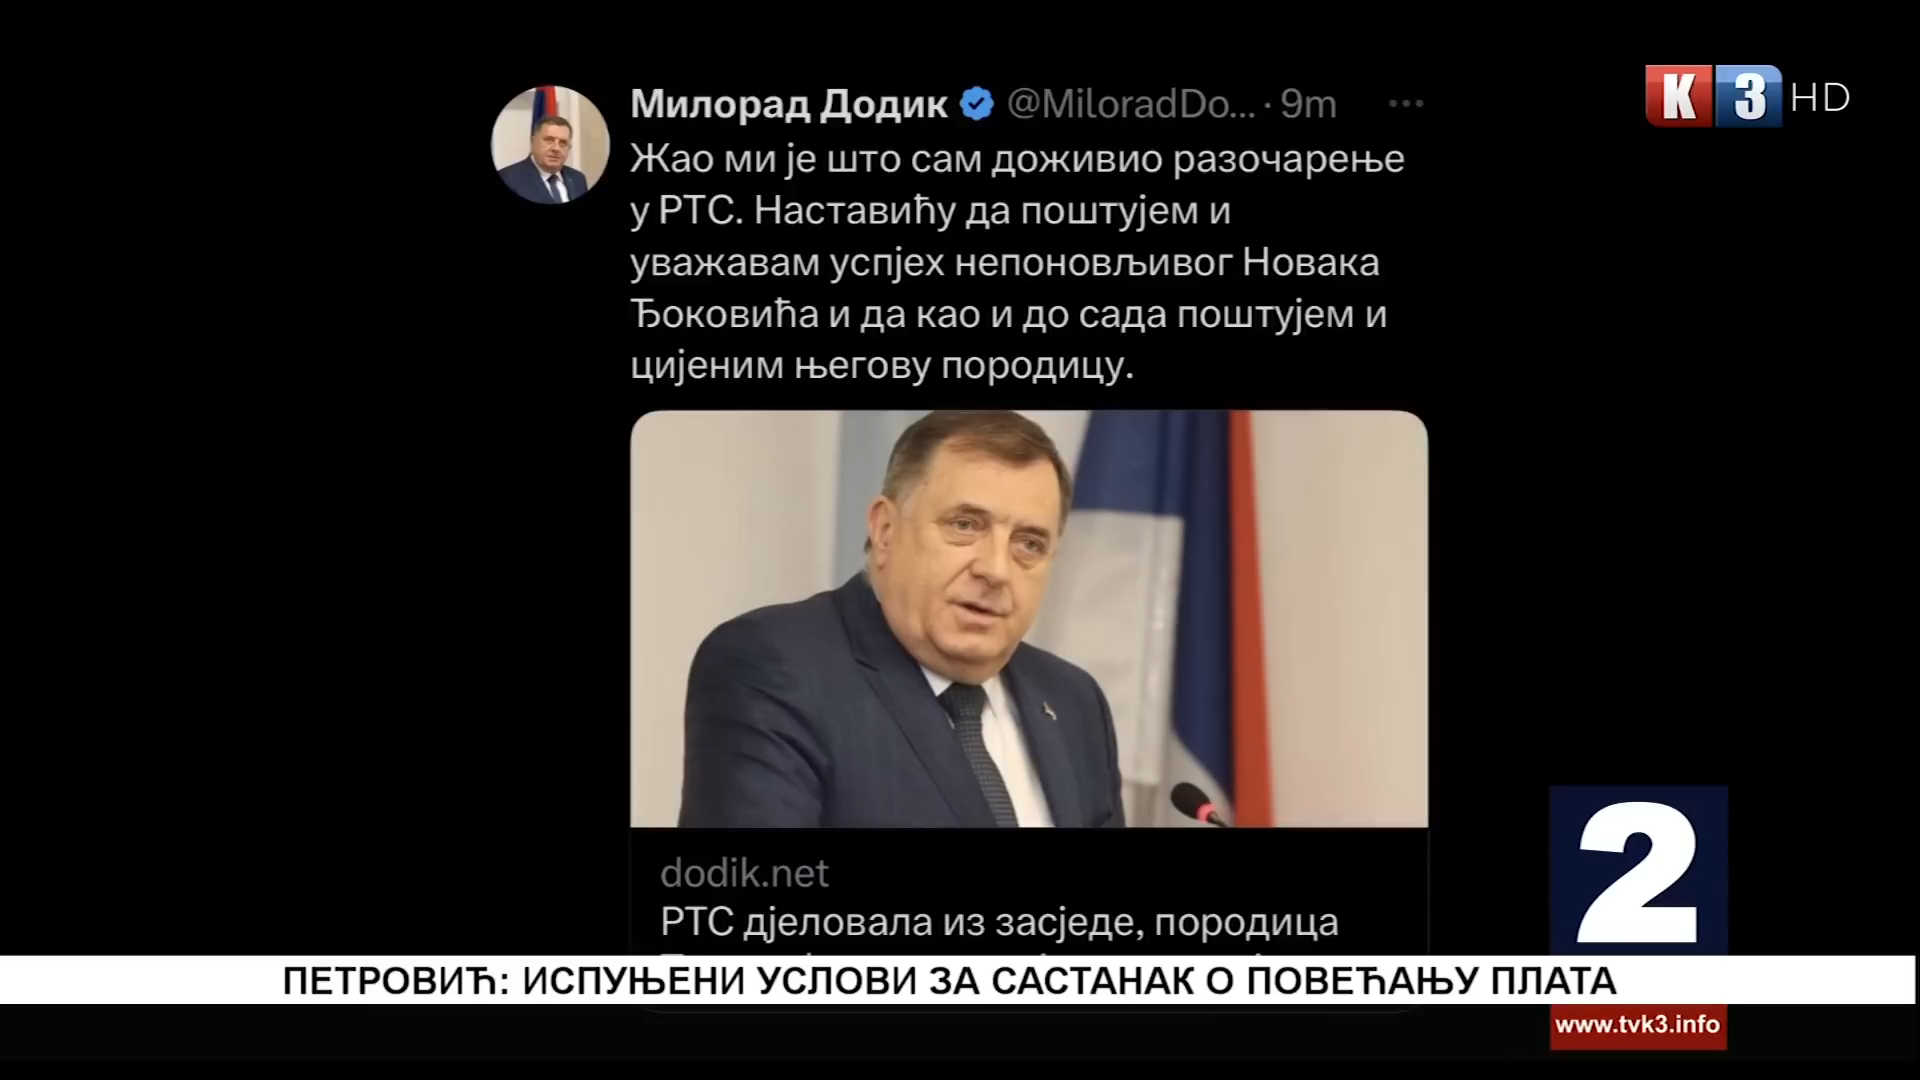 Милорад Додик @MiloradDo... · 9m ...
Жао ми је што сам доживио разочарење
у РТС. Наставићу да поштујем и
уважавам успјех непоновљивог Новака
Ђоковића и да као и до сада поштујем и
цијеним његову породицу.
K3 HD
dodik.net
РТС дјеловала из засједе, породица
2
ПЕТРОВИЋ: ИСПУЊЕНИ УСЛОВИ ЗА САСТАНАК О ПОВЕЋАЊУ ПЛАТА
www.tvk3.info